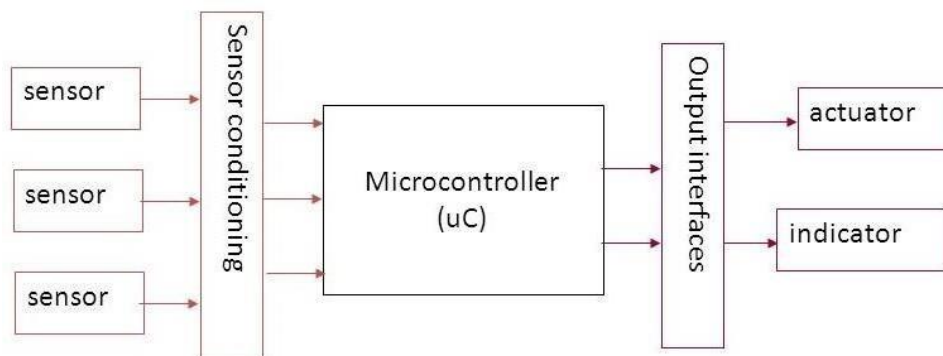 sensor
sensor
sensor
Sensor conditioning
Microcontroller
(uC)
Output interfaces
actuator
indicator